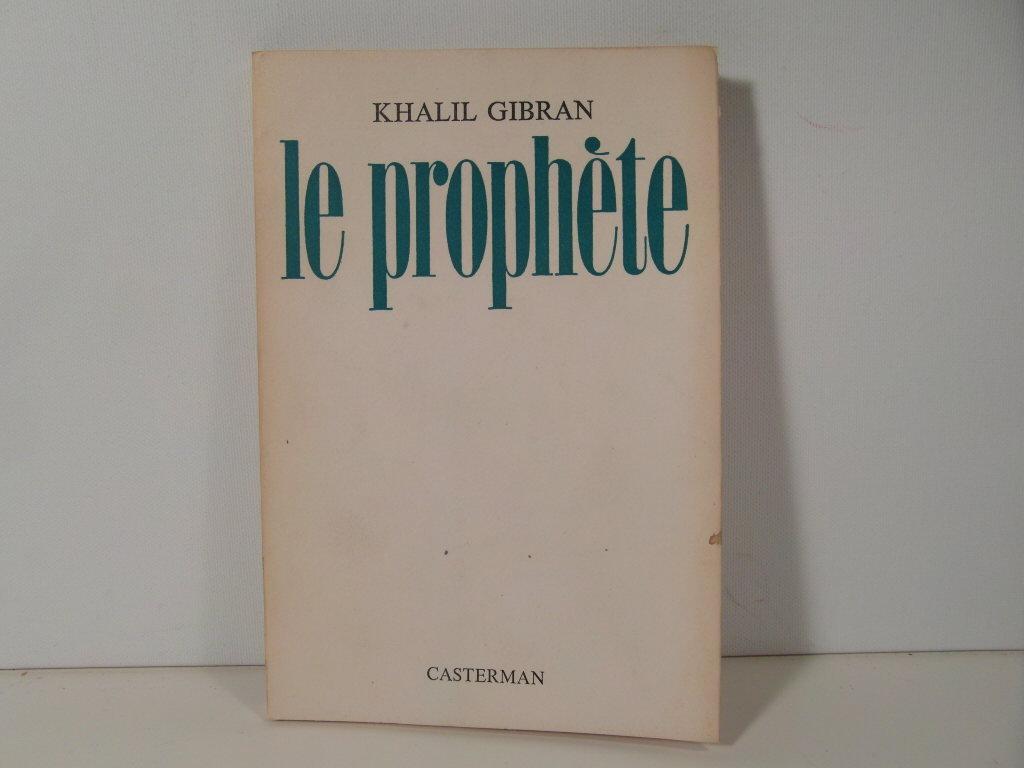 KHALIL GIBRAN
le prophète
CASTERMAN